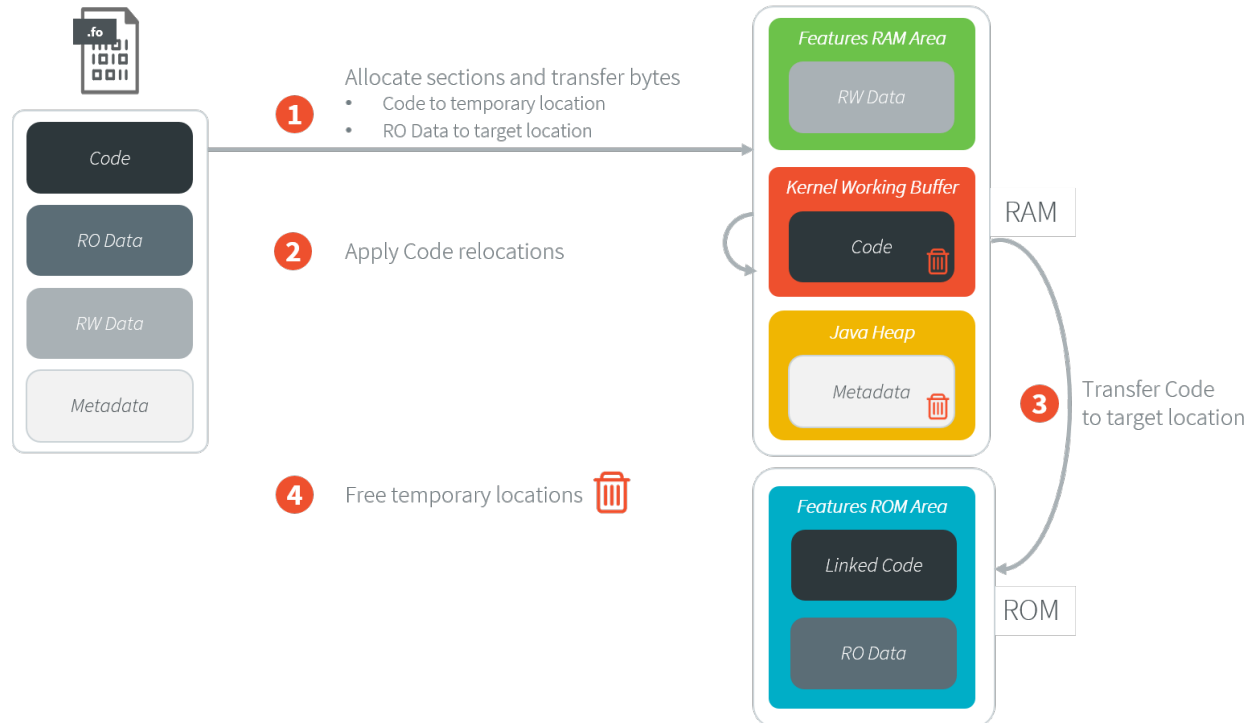 .fo
Code
RO Data
RW Data
Metadata
1
Allocate sections and transfer bytes
• Code to temporary location
• RO Data to target location
2
Apply Code relocations
4
Free temporary locations
Features RAM Area
RW Data
Kernel Working Buffer
Code
Java Heap
Metadata
RAM
3
Transfer Code
to target location
Features ROM Area
Linked Code
RO Data
ROM